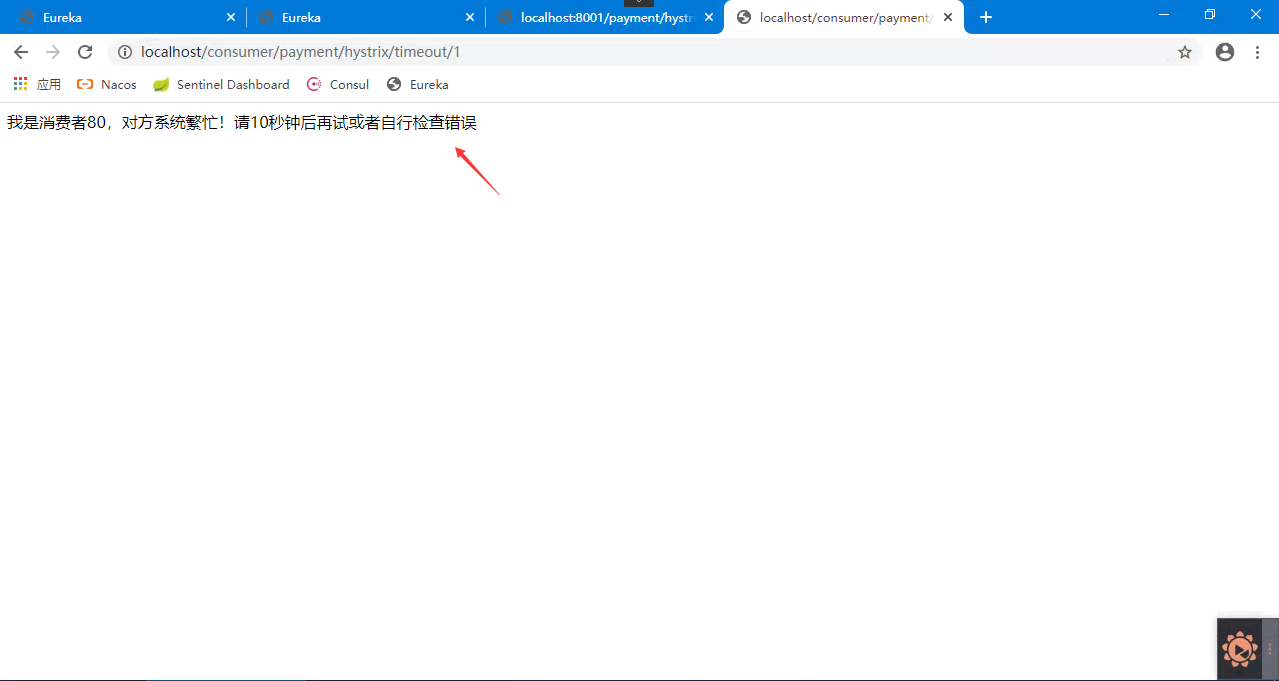 Eureka
Eureka
localhost:8001/payment/hystri
localhost/consumer/payment/
localhost/consumer/payment/hystrix/timeout/1
应用 Nacos Sentinel Dashboard Consul Eureka
我是消费者80，对方系统繁忙！请10秒钟后再试或者自行检查错误